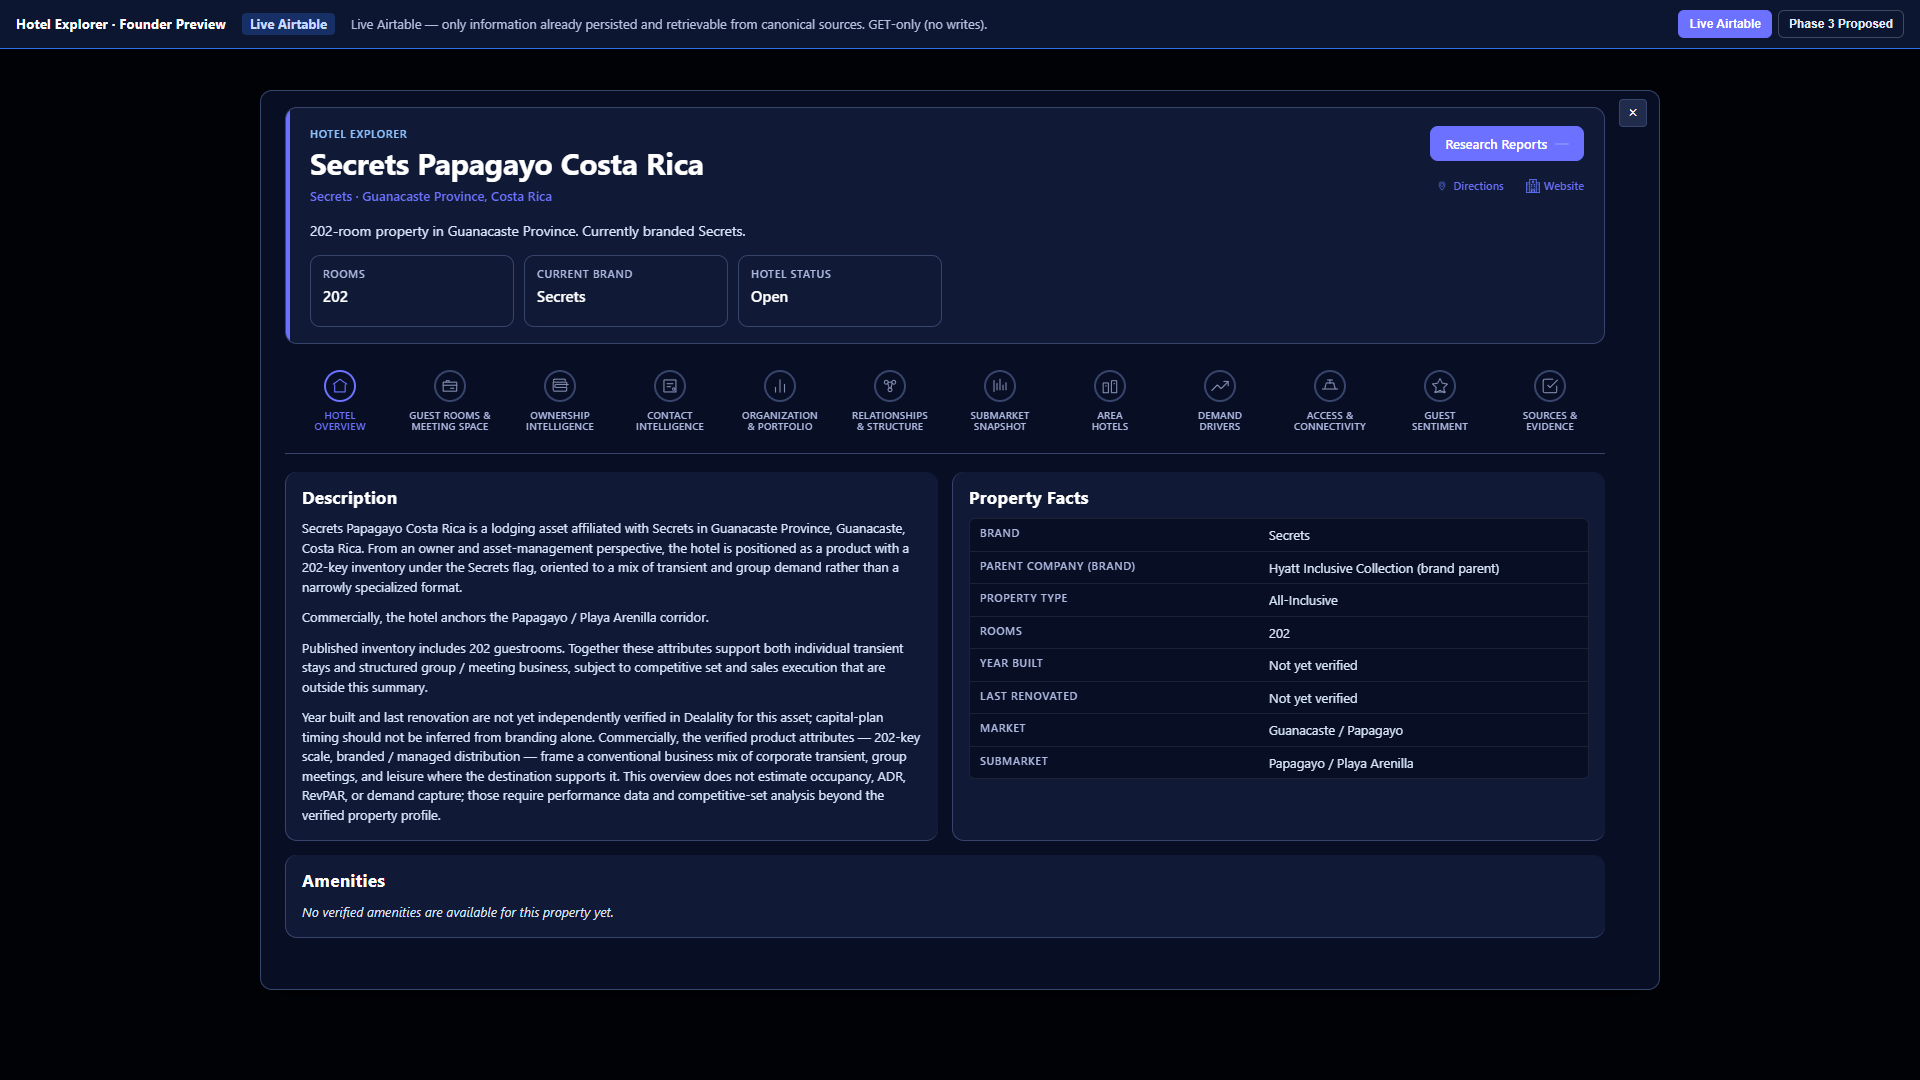 Hotel Explorer · Founder Preview
Live Airtable
Live Airtable — only information already persisted and retrievable from canonical sources. GET-only (no writes).
Live Airtable
Phase 3 Proposed
×
HOTEL EXPLORER
Secrets Papagayo Costa Rica
Secrets · Guanacaste Province, Costa Rica
Research Reports —
Directions
Website
202-room property in Guanacaste Province. Currently branded Secrets.
ROOMS
202
CURRENT BRAND
Secrets
HOTEL STATUS
Open
HOTEL
OVERVIEW
GUEST ROOMS &
MEETING SPACE
OWNERSHIP
INTELLIGENCE
CONTACT
INTELLIGENCE
ORGANIZATION
& PORTFOLIO
RELATIONSHIPS
& STRUCTURE
SUBMARKET
SNAPSHOT
AREA
HOTELS
DEMAND
DRIVERS
ACCESS &
CONNECTIVITY
GUEST
SENTIMENT
SOURCES &
EVIDENCE
Description
Secrets Papagayo Costa Rica is a lodging asset affiliated with Secrets in Guanacaste Province, Guanacaste,
Costa Rica. From an owner and asset-management perspective, the hotel is positioned as a product with a
202-key inventory under the Secrets flag, oriented to a mix of transient and group demand rather than a
narrowly specialized format.
Commercially, the hotel anchors the Papagayo / Playa Arenilla corridor.
Published inventory includes 202 guestrooms. Together these attributes support both individual transient
stays and structured group / meeting business, subject to competitive set and sales execution that are
outside this summary.
Year built and last renovation are not yet independently verified in Dealality for this asset; capital-plan
timing should not be inferred from branding alone. Commercially, the verified product attributes — 202-key
scale, branded / managed distribution — frame a conventional business mix of corporate transient, group
meetings, and leisure where the destination supports it. This overview does not estimate occupancy, ADR,
RevPAR, or demand capture; those require performance data and competitive-set analysis beyond the
verified property profile.
Property Facts
BRAND
Secrets
PARENT COMPANY (BRAND)
Hyatt Inclusive Collection (brand parent)
PROPERTY TYPE
All-Inclusive
ROOMS
202
YEAR BUILT
Not yet verified
LAST RENOVATED
Not yet verified
MARKET
Guanacaste / Papagayo
SUBMARKET
Papagayo / Playa Arenilla
Amenities
No verified amenities are available for this property yet.